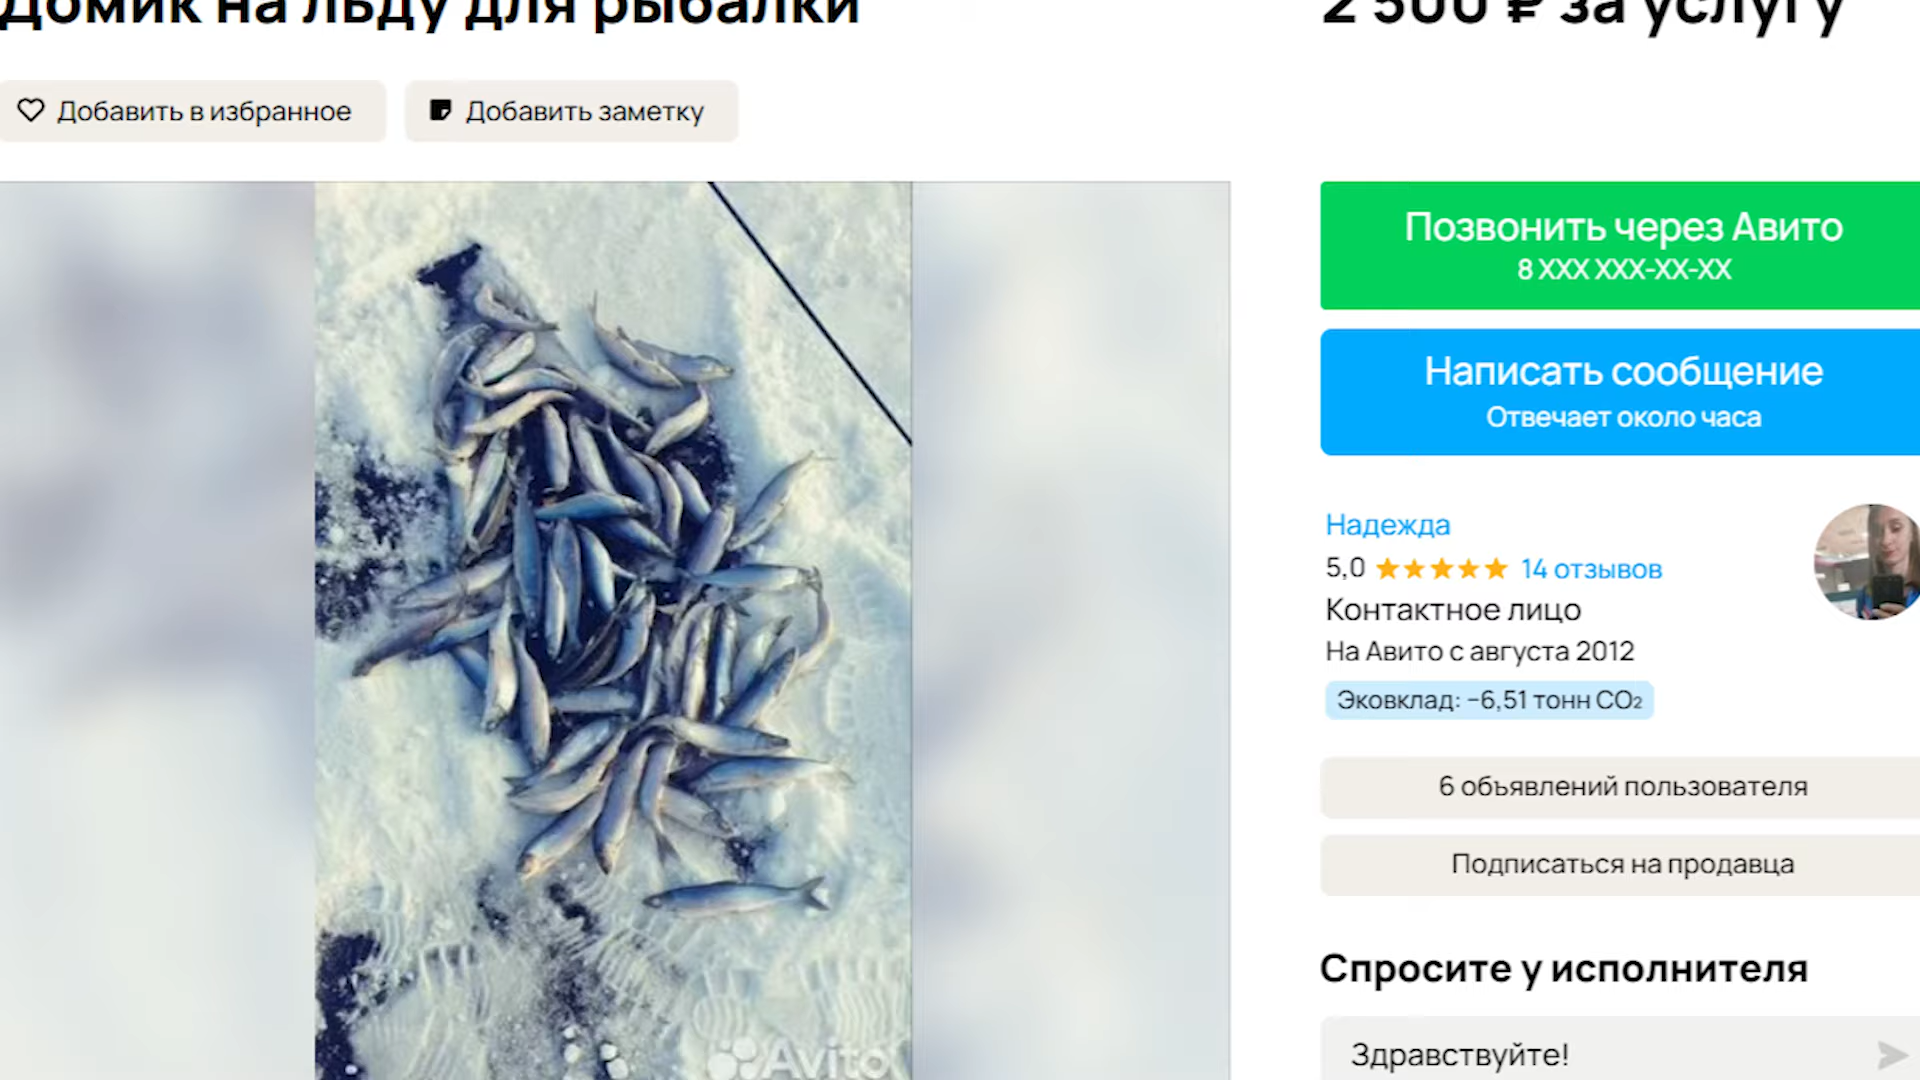 Домик на льду для рыбалки
2 500 ₽ за услугу
Добавить в избранное
Добавить заметку
Позвонить через Авито
8 XXX XXX-XX-XX
Написать сообщение
Отвечает около часа
Надежда
5,0 14 отзывов
Контактное лицо
На Авито с августа 2012
Эковклад: −6,51 тонн CO₂
6 объявлений пользователя
Подписаться на продавца
Спросите у исполнителя
Здравствуйте!
Avito